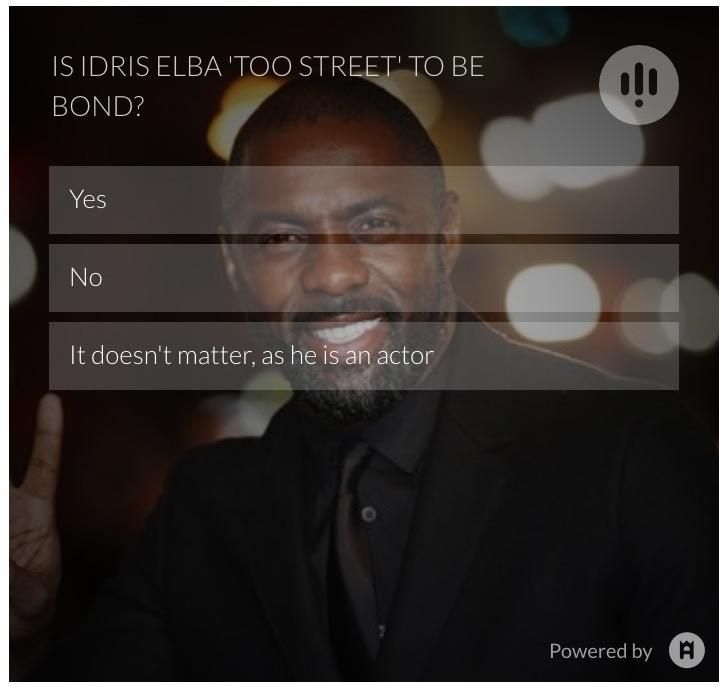 IS IDRIS ELBA 'TOO STREET' TO BE
BOND?
Yes
No
It doesn't matter, as he is an actor
Powered by